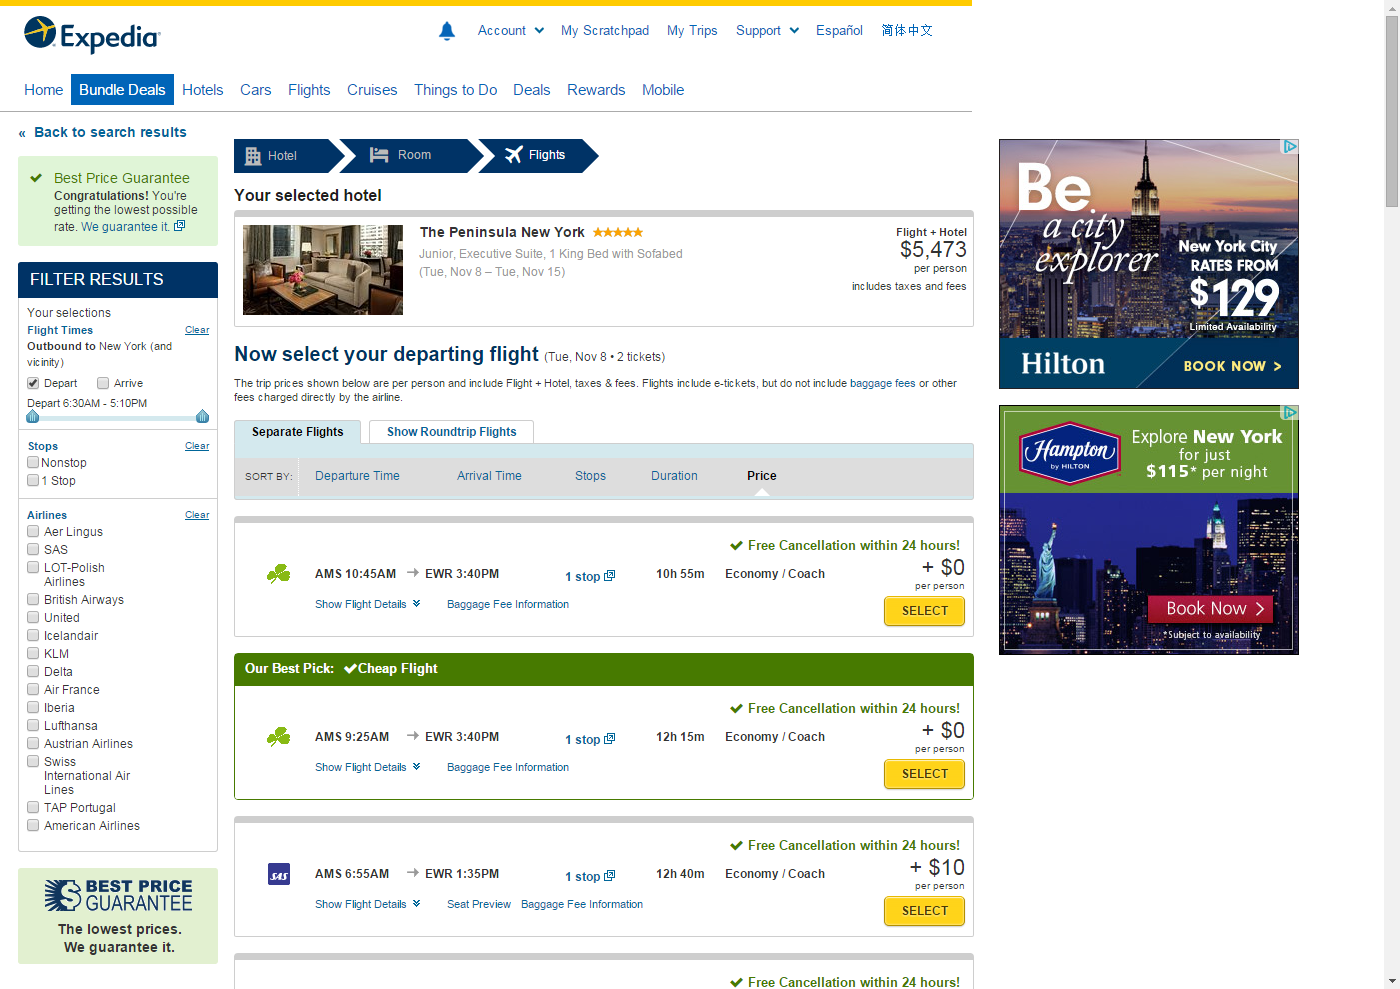 Expedia
Account
My Scratchpad
My Trips
Support
Español
简体中文
Home
Bundle Deals
Hotels
Cars
Flights
Cruises
Things to Do
Deals
Rewards
Mobile
« Back to search results
Best Price Guarantee
Congratulations! You're
getting the lowest possible
rate. We guarantee it.
FILTER RESULTS
Your selections
Flight Times Clear
Outbound to New York (and
vicinity)
Depart Arrive
Depart 6:30AM - 5:10PM
Stops Clear
Nonstop
1 Stop
Airlines Clear
Aer Lingus
SAS
LOT-Polish
Airlines
British Airways
United
Icelandair
KLM
Delta
Air France
Iberia
Lufthansa
Austrian Airlines
Swiss
International Air
Lines
TAP Portugal
American Airlines
BEST PRICE
GUARANTEE
The lowest prices.
We guarantee it.
Hotel
Room
Flights
Your selected hotel
The Peninsula New York
Junior, Executive Suite, 1 King Bed with Sofabed
(Tue, Nov 8 – Tue, Nov 15)
Flight + Hotel
$5,473
per person
includes taxes and fees
Now select your departing flight (Tue, Nov 8 • 2 tickets)
The trip prices shown below are per person and include Flight + Hotel, taxes & fees. Flights include e-tickets, but do not include baggage fees or other
fees charged directly by the airline.
Separate Flights
Show Roundtrip Flights
SORT BY: Departure Time Arrival Time Stops Duration Price
Free Cancellation within 24 hours!
AMS 10:45AM → EWR 3:40PM 1 stop 10h 55m Economy / Coach + $0
per person
Show Flight Details Baggage Fee Information
SELECT
Our Best Pick: Cheap Flight
Free Cancellation within 24 hours!
AMS 9:25AM → EWR 3:40PM 1 stop 12h 15m Economy / Coach + $0
per person
Show Flight Details Baggage Fee Information
SELECT
Free Cancellation within 24 hours!
SAS
AMS 6:55AM → EWR 1:35PM 1 stop 12h 40m Economy / Coach + $10
per person
Show Flight Details Seat Preview Baggage Fee Information
SELECT
Free Cancellation within 24 hours!
Be
a city
explorer
New York City
RATES FROM
$129
Limited Availability
Hilton
BOOK NOW >
Hampton
BY HILTON
Explore New York
for just
$115* per night
Book Now >
*Subject to availability